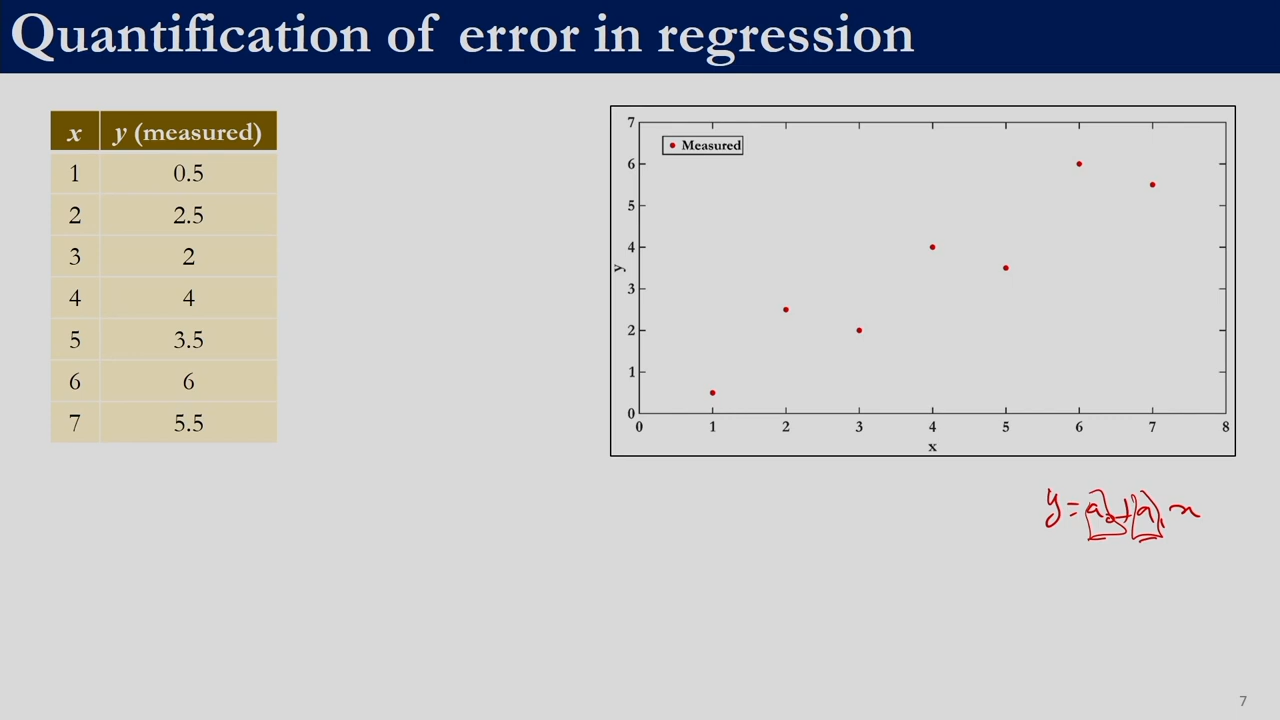 Quantification of error in regression
x y (measured)
1 0.5
2 2.5
3 2
4 4
5 3.5
6 6
7 5.5
Measured
7
6
5
4
3
2
1
0
y
0 1 2 3 4 5 6 7 8
x
y = a₀ + a₁ x
7